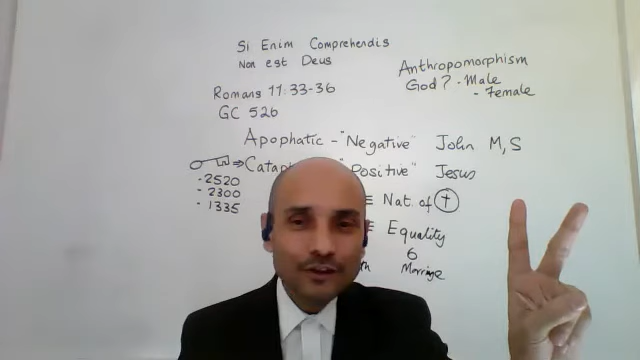 Si Enim Comprehendis
Non est Deus
Romans 11:33-36
GC 526
Anthropomorphism
God? - Male
- Female
Apophatic - "Negative" John M, S
⇒ "Positive" Jesus
- 2520
- 2300
- 1335
≡ Nat. of ✝
≡ Equality
6
Marriage